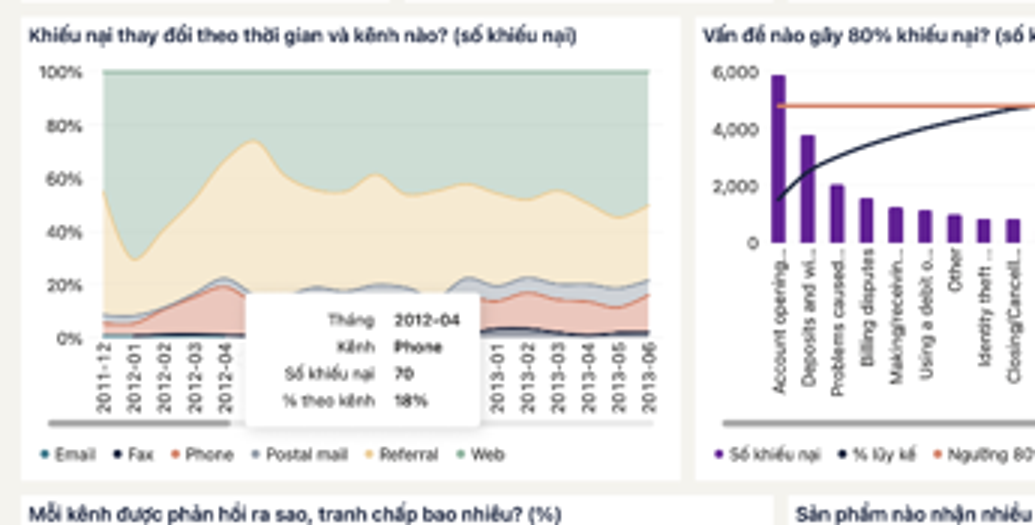 Khiếu nại thay đổi theo thời gian và kênh nào? (số khiếu nại)
100%
80%
60%
40%
20%
0%
2011-12
2012-01
2012-02
2012-03
2012-04
2013-01
2013-02
2013-03
2013-04
2013-05
2013-06
Tháng 2012-04
Kênh Phone
Số khiếu nại 70
% theo kênh 18%
Email Fax Phone Postal mail Referral Web
Vấn đề nào gây 80% khiếu nại? (số k
6,000
4,000
2,000
0
Account opening...
Deposits and wi...
Problems caused...
Billing disputes
Making/receivin...
Using a debit o...
Other
Identity theft ...
Closing/Cancell...
Số khiếu nại % lũy kế Ngưỡng 80
Mỗi kênh được phản hồi ra sao, tranh chấp bao nhiêu? (%)
Sản phẩm nào nhận nhiều